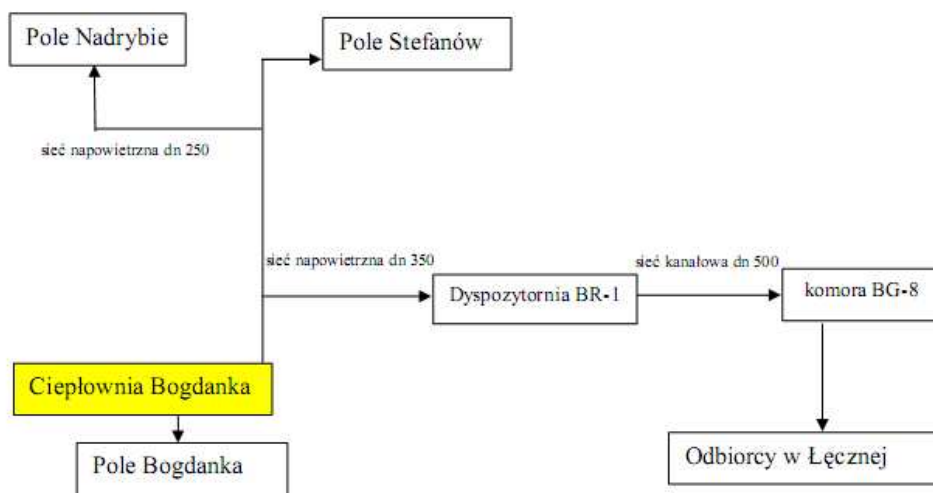 Pole Nadrybie
Pole Stefanów
sieć napowietrzna dn 250
sieć napowietrzna dn 350
sieć kanałowa dn 500
Dyspozytornia BR-1
komora BG-8
Ciepłownia Bogdanka
Pole Bogdanka
Odbiorcy w Łęcznej